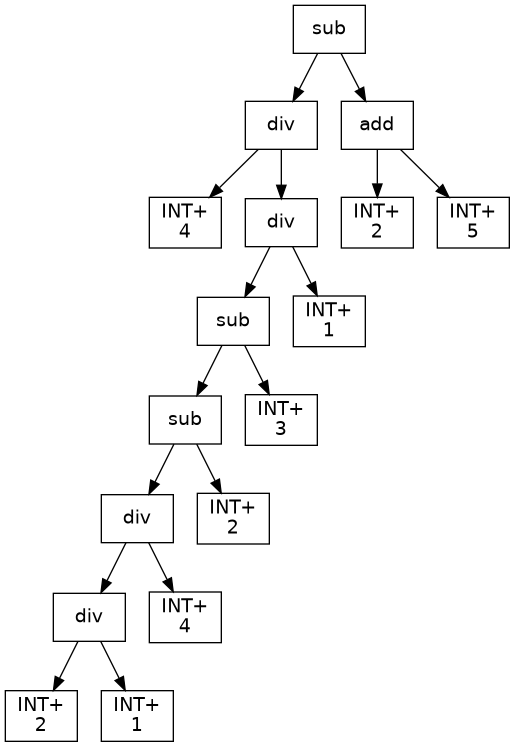 sub
div
add
INT+
4
div
INT+
2
INT+
5
sub
INT+
1
sub
INT+
3
div
INT+
2
div
INT+
4
INT+
2
INT+
1